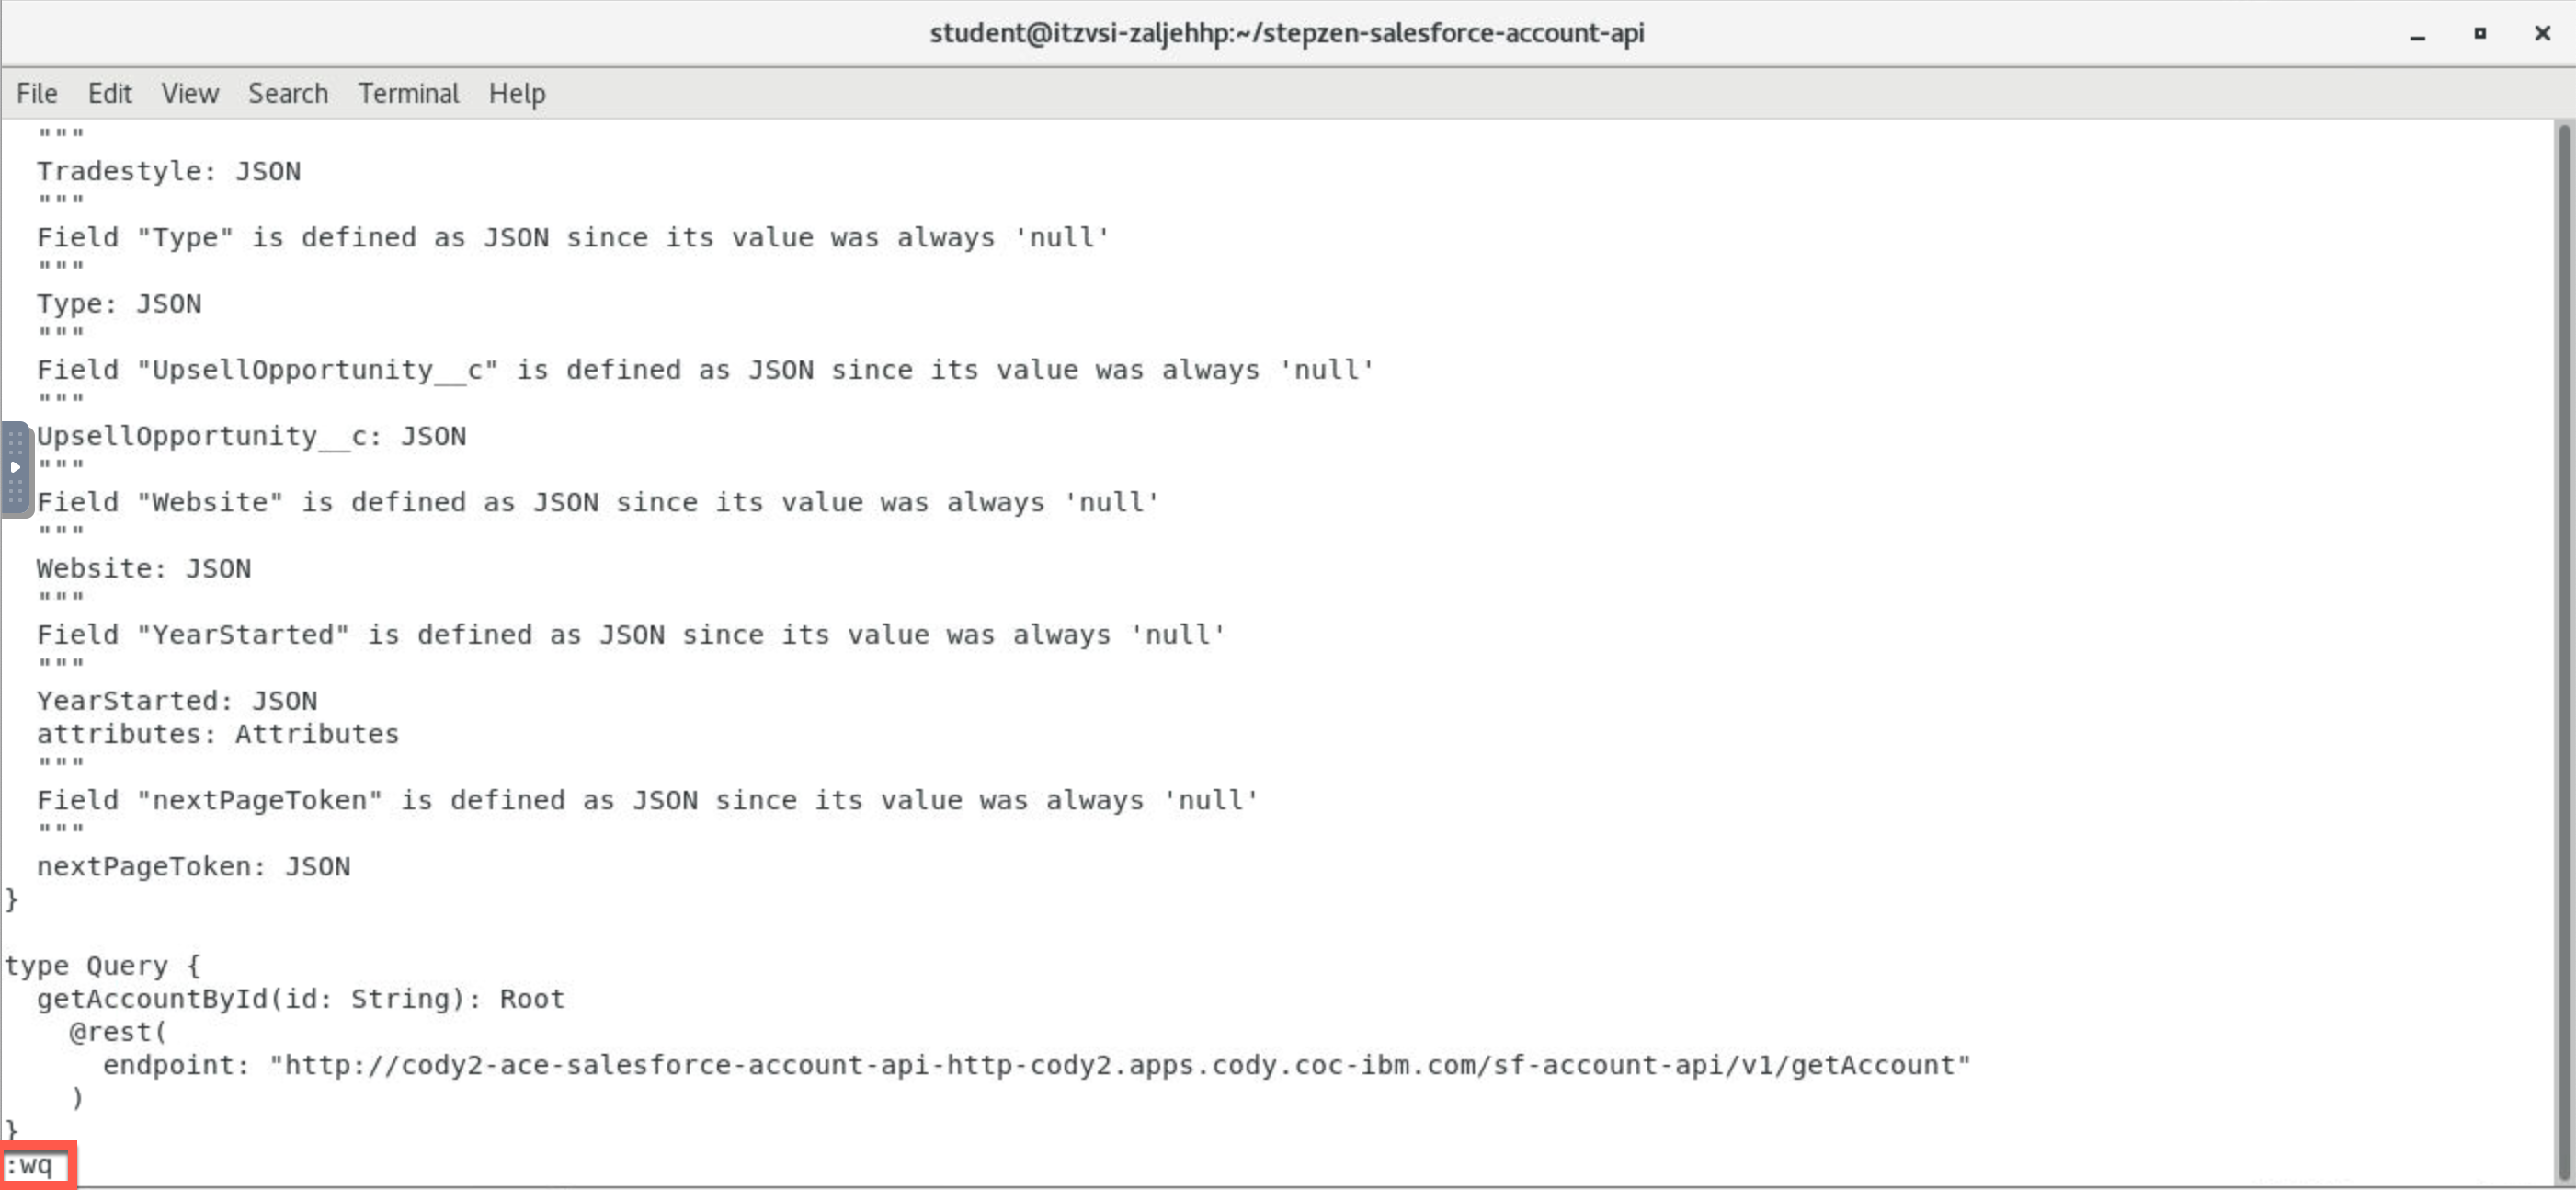 student@itzvsi-zaljehhp:~/stepzen-salesforce-account-api
File Edit View Search Terminal Help
"""
Tradestyle: JSON
"""
Field "Type" is defined as JSON since its value was always 'null'
"""
Type: JSON
"""
Field "UpsellOpportunity__c" is defined as JSON since its value was always 'null'
"""
UpsellOpportunity__c: JSON
"""
Field "Website" is defined as JSON since its value was always 'null'
"""
Website: JSON
"""
Field "YearStarted" is defined as JSON since its value was always 'null'
"""
YearStarted: JSON
attributes: Attributes
"""
Field "nextPageToken" is defined as JSON since its value was always 'null'
"""
nextPageToken: JSON
}
type Query {
getAccountById(id: String): Root
@rest(
endpoint: "http://cody2-ace-salesforce-account-api-http-cody2.apps.cody.coc-ibm.com/sf-account-api/v1/getAccount"
)
}
:wq